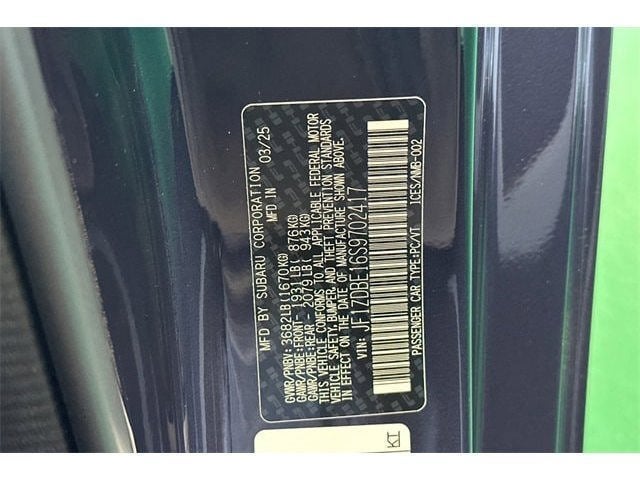 MFD BY SUBARU CORPORATION
MFD IN 03/25
GVWR/PNBV: 3682LB(1670KG)
GAWR/PNBE:FRONT- 1931LB( 876KG)
GAWR/PNBE:REAR - 2079LB( 943KG)
THIS VEHICLE CONFORMS TO ALL APPLICABLE FEDERAL MOTOR
VEHICLE SAFETY, BUMPER, AND THEFT PREVENTION STANDARDS
IN EFFECT ON THE DATE OF MANUFACTURE SHOWN ABOVE.
VIN: JF1ZDBE16S9702417
PASSENGER CAR TYPE:PC/VT ICES/NMB-002
KI